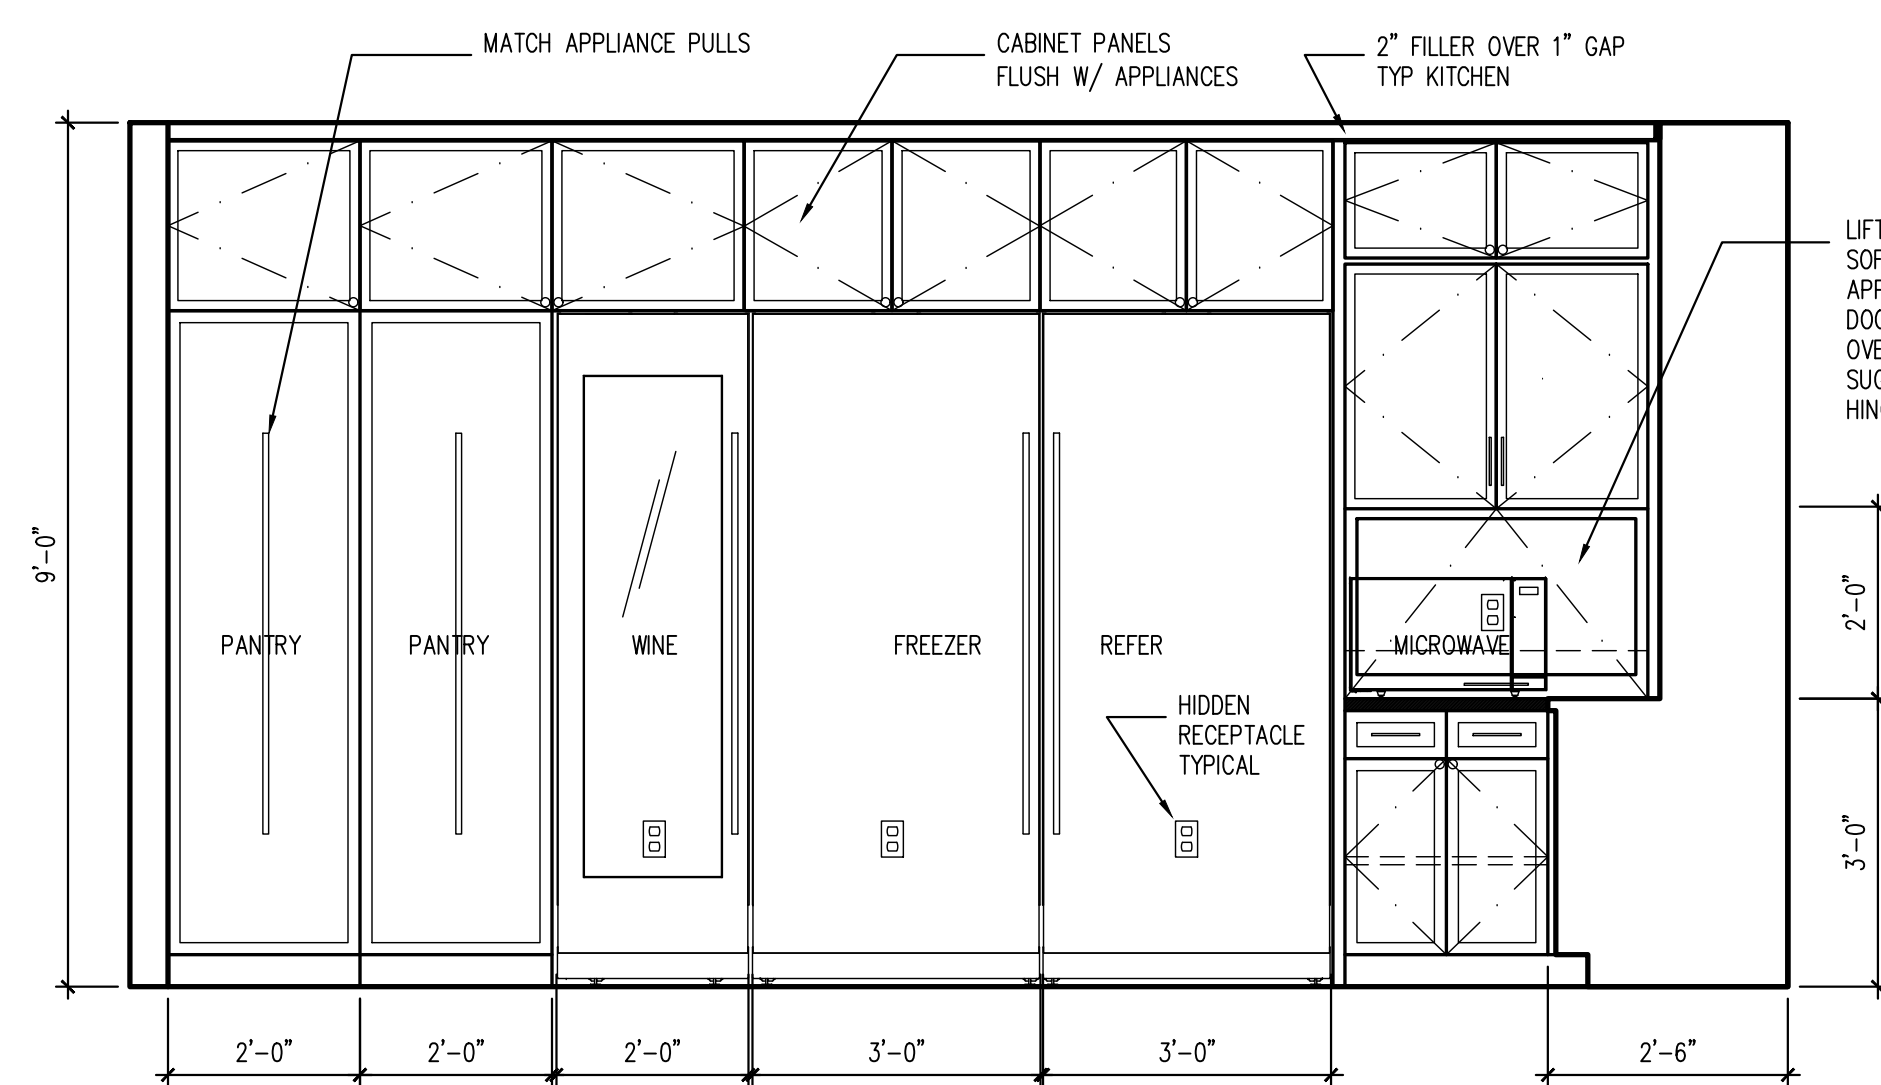 MATCH APPLIANCE PULLS
CABINET PANELS
FLUSH W/ APPLIANCES
2” FILLER OVER 1” GAP
TYP KITCHEN
9’-0”
PANTRY
PANTRY
WINE
FREEZER
REFER
MICROWAVE
HIDDEN
RECEPTACLE
TYPICAL
2’-0”
3’-0”
2’-0”
2’-0”
2’-0”
3’-0”
3’-0”
2’-6”